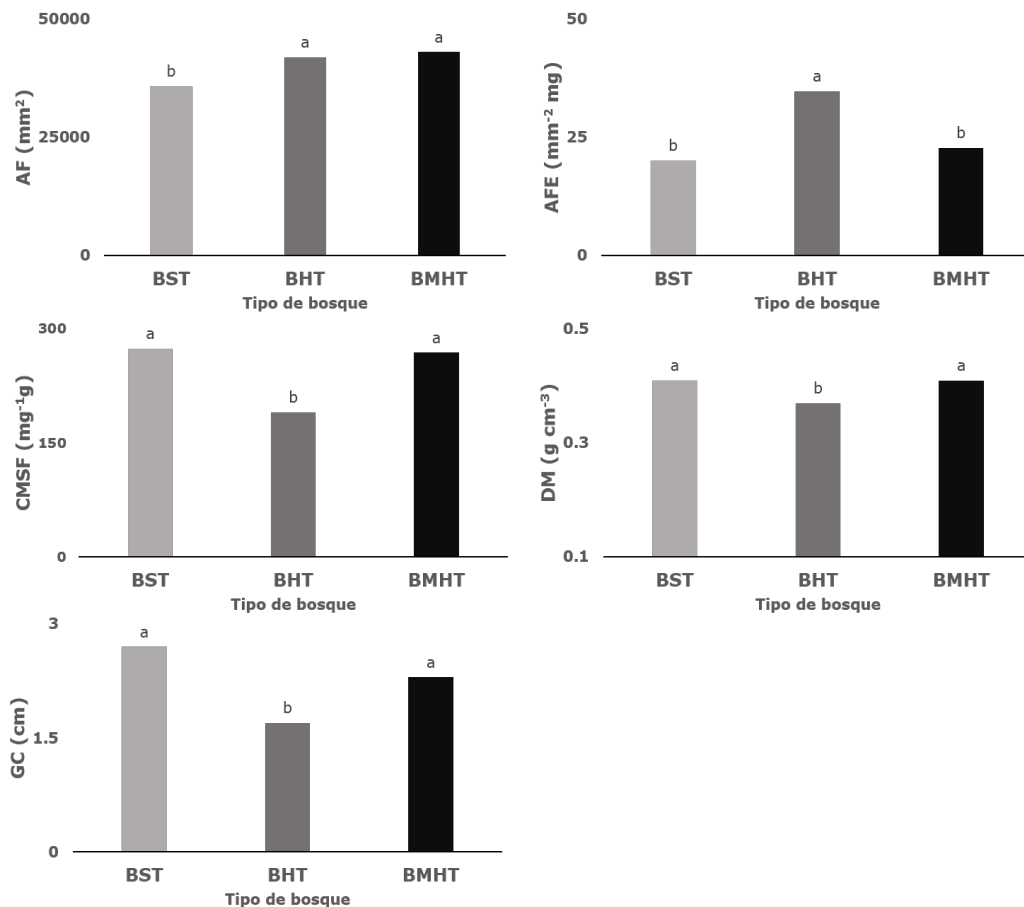 50000
25000
0
AF (mm²)
b
a
a
BST
BHT
BMHT
Tipo de bosque
50
25
0
AFE (mm⁻² mg)
b
a
b
BST
BHT
BMHT
Tipo de bosque
300
150
0
CMSF (mg⁻¹g)
a
b
a
BST
BHT
BMHT
Tipo de bosque
0.5
0.3
0.1
DM (g cm⁻³)
a
b
a
BST
BHT
BMHT
Tipo de bosque
3
1.5
0
GC (cm)
a
b
a
BST
BHT
BMHT
Tipo de bosque